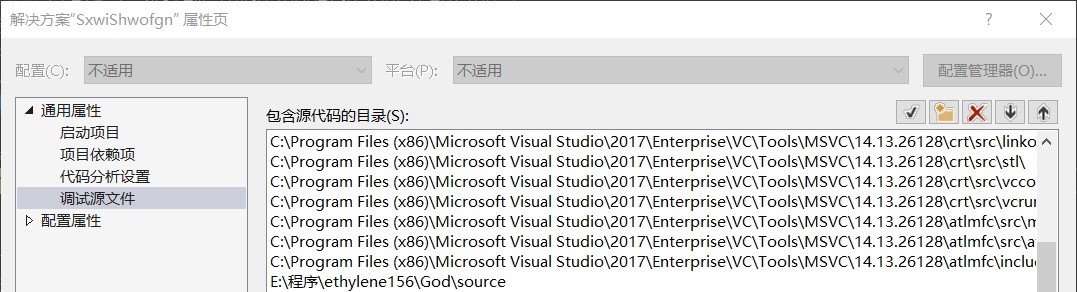 解决方案“SxwiShwofgn” 属性页
配置(C): 不适用 平台(P): 不适用 配置管理器(O)...
通用属性
启动项目
项目依赖项
代码分析设置
调试源文件
配置属性
包含源代码的目录(S):
C:\Program Files (x86)\Microsoft Visual Studio\2017\Enterprise\VC\Tools\MSVC\14.13.26128\crt\src\linko
C:\Program Files (x86)\Microsoft Visual Studio\2017\Enterprise\VC\Tools\MSVC\14.13.26128\crt\src\stl\
C:\Program Files (x86)\Microsoft Visual Studio\2017\Enterprise\VC\Tools\MSVC\14.13.26128\crt\src\vcco
C:\Program Files (x86)\Microsoft Visual Studio\2017\Enterprise\VC\Tools\MSVC\14.13.26128\crt\src\vcrur
C:\Program Files (x86)\Microsoft Visual Studio\2017\Enterprise\VC\Tools\MSVC\14.13.26128\atlmfc\src\m
C:\Program Files (x86)\Microsoft Visual Studio\2017\Enterprise\VC\Tools\MSVC\14.13.26128\atlmfc\src\a
C:\Program Files (x86)\Microsoft Visual Studio\2017\Enterprise\VC\Tools\MSVC\14.13.26128\atlmfc\inclu
E:\程序\ethylene156\God\source